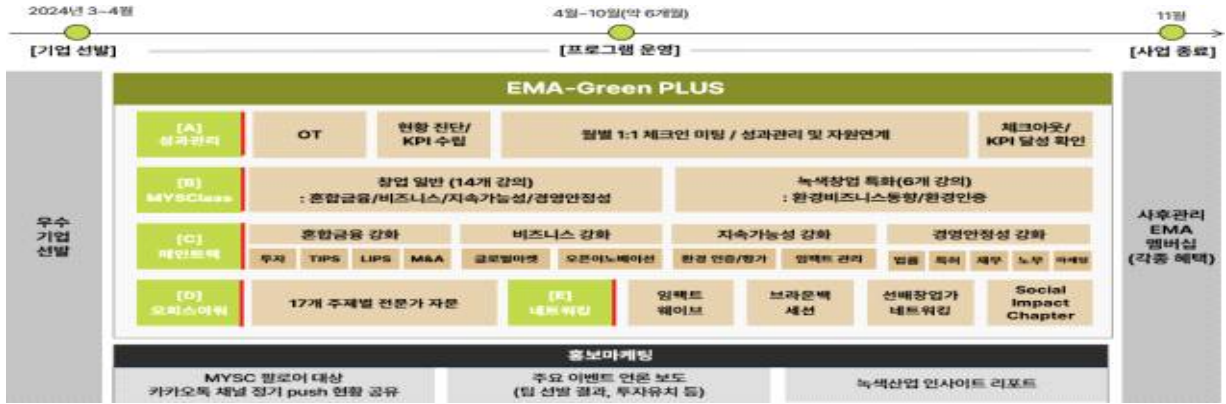 2024년 3-4월
4월-10월(약 6개월)
11월
[기업 선발]
[프로그램 운영]
[사업 종료]
EMA-Green PLUS
[A]
성과관리
OT
현황 진단/
KPI 수립
월별 1:1 체크인 미팅 / 성과관리 및 자원연계
체크아웃/
KPI 달성 확인
[B]
MYSClass
창업 일반 (14개 강의)
: 혼합금융/비즈니스/지속가능성/경영안정성
녹색창업 특화(6개 강의)
: 환경비즈니스동향/환경인증
우수
기업
선발
[C]
메인트랙
혼합금융 강화
비즈니스 강화
지속가능성 강화
경영안정성 강화
투자
TIPS
LIPS
M&A
글로벌마켓
오픈이노베이션
환경 인증/평가
임팩트 관리
법률
특허
재무
노무
마케팅
사후관리
EMA
멤버십
(각종 혜택)
[D]
오피스아워
17개 주제별 전문가 자문
[E]
네트워킹
임팩트
웨이브
브라운백
세션
선배창업가
네트워킹
Social
Impact
Chapter
홍보마케팅
MYSC 팔로어 대상
카카오톡 채널 정기 push 현황 공유
주요 이벤트 언론 보도
(팀 선발 결과, 투자유치 등)
녹색산업 인사이트 리포트